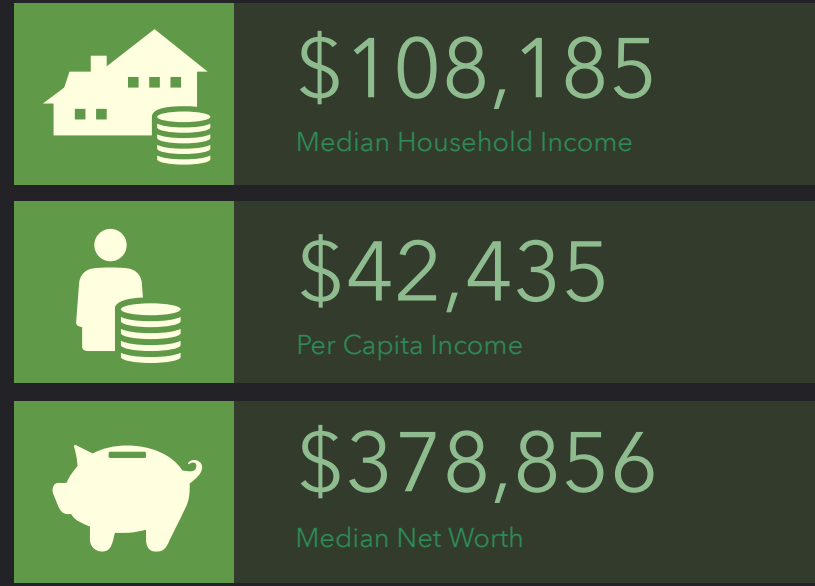 $108,185
Median Household Income
$42,435
Per Capita Income
$378,856
Median Net Worth